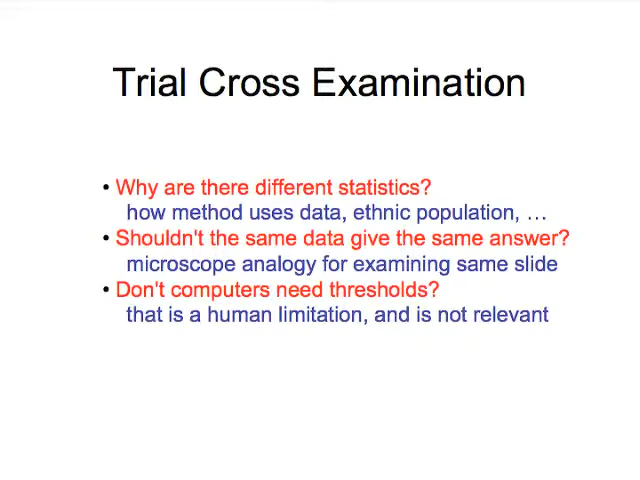 Trial Cross Examination
• Why are there different statistics?
how method uses data, ethnic population, …
• Shouldn't the same data give the same answer?
microscope analogy for examining same slide
• Don't computers need thresholds?
that is a human limitation, and is not relevant